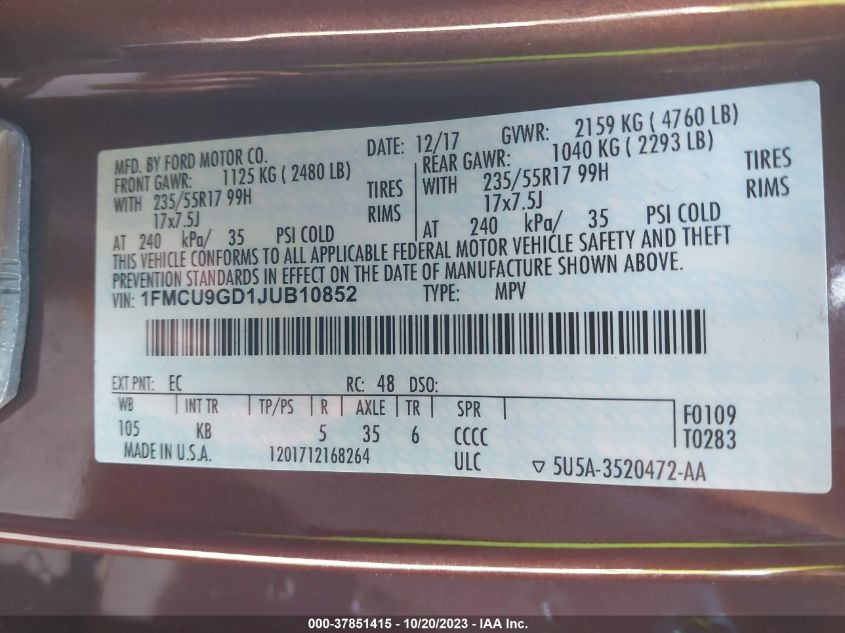 MFD. BY FORD MOTOR CO. DATE: 12/17 GVWR: 2159 KG ( 4760 LB)
FRONT GAWR: 1125 KG ( 2480 LB) REAR GAWR: 1040 KG ( 2293 LB)
WITH 235/55R17 99H TIRES WITH 235/55R17 99H TIRES
17x7.5J RIMS 17x7.5J RIMS
AT 240 kPa/ 35 PSI COLD AT 240 kPa/ 35 PSI COLD
THIS VEHICLE CONFORMS TO ALL APPLICABLE FEDERAL MOTOR VEHICLE SAFETY AND THEFT
PREVENTION STANDARDS IN EFFECT ON THE DATE OF MANUFACTURE SHOWN ABOVE.
VIN: 1FMCU9GD1JUB10852 TYPE: MPV
EXT PNT: EC RC: 48 DSO:
WB INT TR TP/PS R AXLE TR SPR F0109
105 KB 5 35 6 CCCC T0283
MADE IN U.S.A. 1201712168264 ULC ▽ 5U5A-3520472-AA
000-37851415 - 10/20/2023 - IAA Inc.